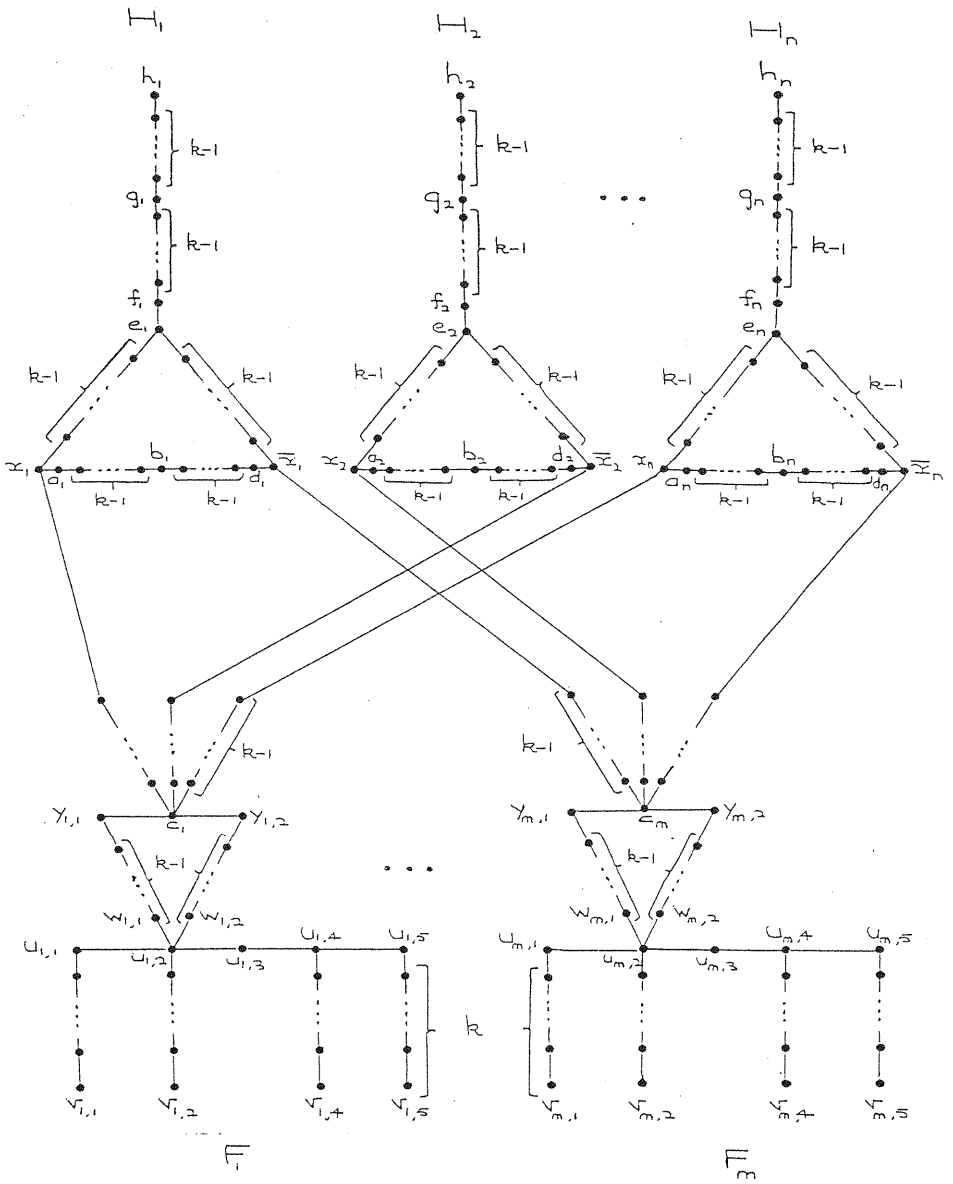 H₁ H₂ Hₙ
h₁ h₂ hₙ
k-1 k-1 k-1
g₁ g₂ ... gₙ
k-1 k-1 k-1
f₁ f₂ fₙ
e₁ e₂ eₙ
k-1 k-1 k-1 k-1 k-1 k-1
x₁ a₁ b₁ d₁ x̄₁ x₂ a₂ b₂ d₂ x̄₂ xₙ aₙ bₙ dₙ x̄ₙ
k-1 k-1 k-1 k-1 k-1 k-1
k-1 k-1
y₁,₁ c₁ y₁,₂ yₘ,₁ cₘ yₘ,₂
k-1 ... k-1
w₁,₁ w₁,₂ wₘ,₁ wₘ,₂
u₁,₁ u₁,₂ u₁,₃ u₁,₄ u₁,₅ uₘ,₁ uₘ,₂ uₘ,₃ uₘ,₄ uₘ,₅
k
v₁,₁ v₁,₂ v₁,₄ v₁,₅ vₘ,₁ vₘ,₂ vₘ,₄ vₘ,₅
F₁ Fₘ